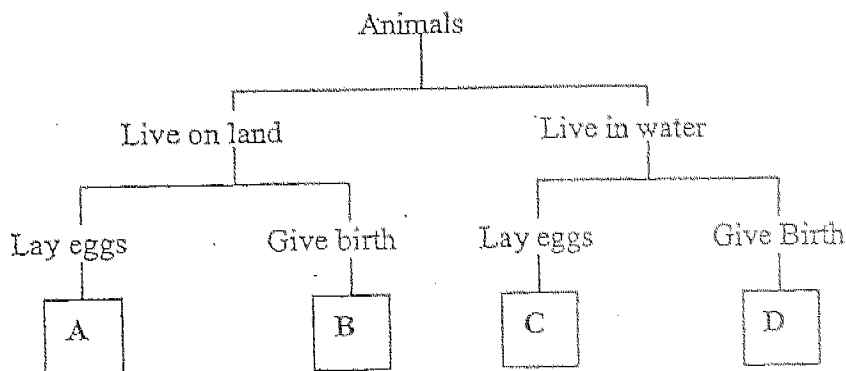 Animals
Live on land Live in water
Lay eggs Give birth Lay eggs Give Birth
A B C D